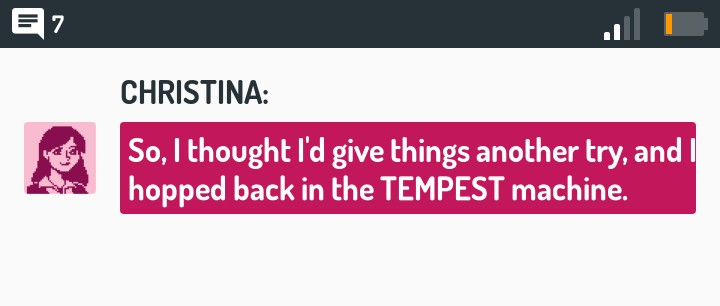 7
CHRISTINA:
So, I thought I'd give things another try, and I
hopped back in the TEMPEST machine.